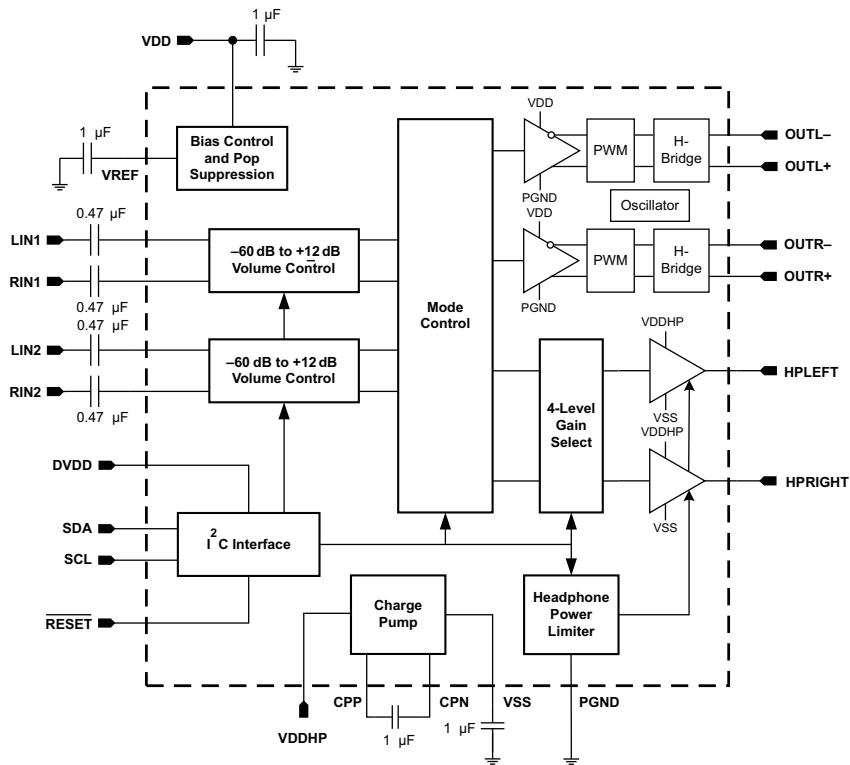 1 µF
VDD
1 µF
VREF
Bias Control
and Pop
Suppression
0.47 µF
LIN1
RIN1
0.47 µF
0.47 µF
LIN2
RIN2
0.47 µF
–60 dB to +12 dB
Volume Control
–60 dB to +12 dB
Volume Control
Mode
Control
VDD
PGND
PWM
H-
Bridge
OUTL–
OUTL+
Oscillator
VDD
PGND
PWM
H-
Bridge
OUTR–
OUTR+
4-Level
Gain
Select
VDDHP
VSS
HPLEFT
VDDHP
VSS
HPRIGHT
DVDD
SDA
SCL
RESET
I2C Interface
Charge
Pump
Headphone
Power
Limiter
CPP
CPN
VSS
PGND
VDDHP
1 µF
1 µF